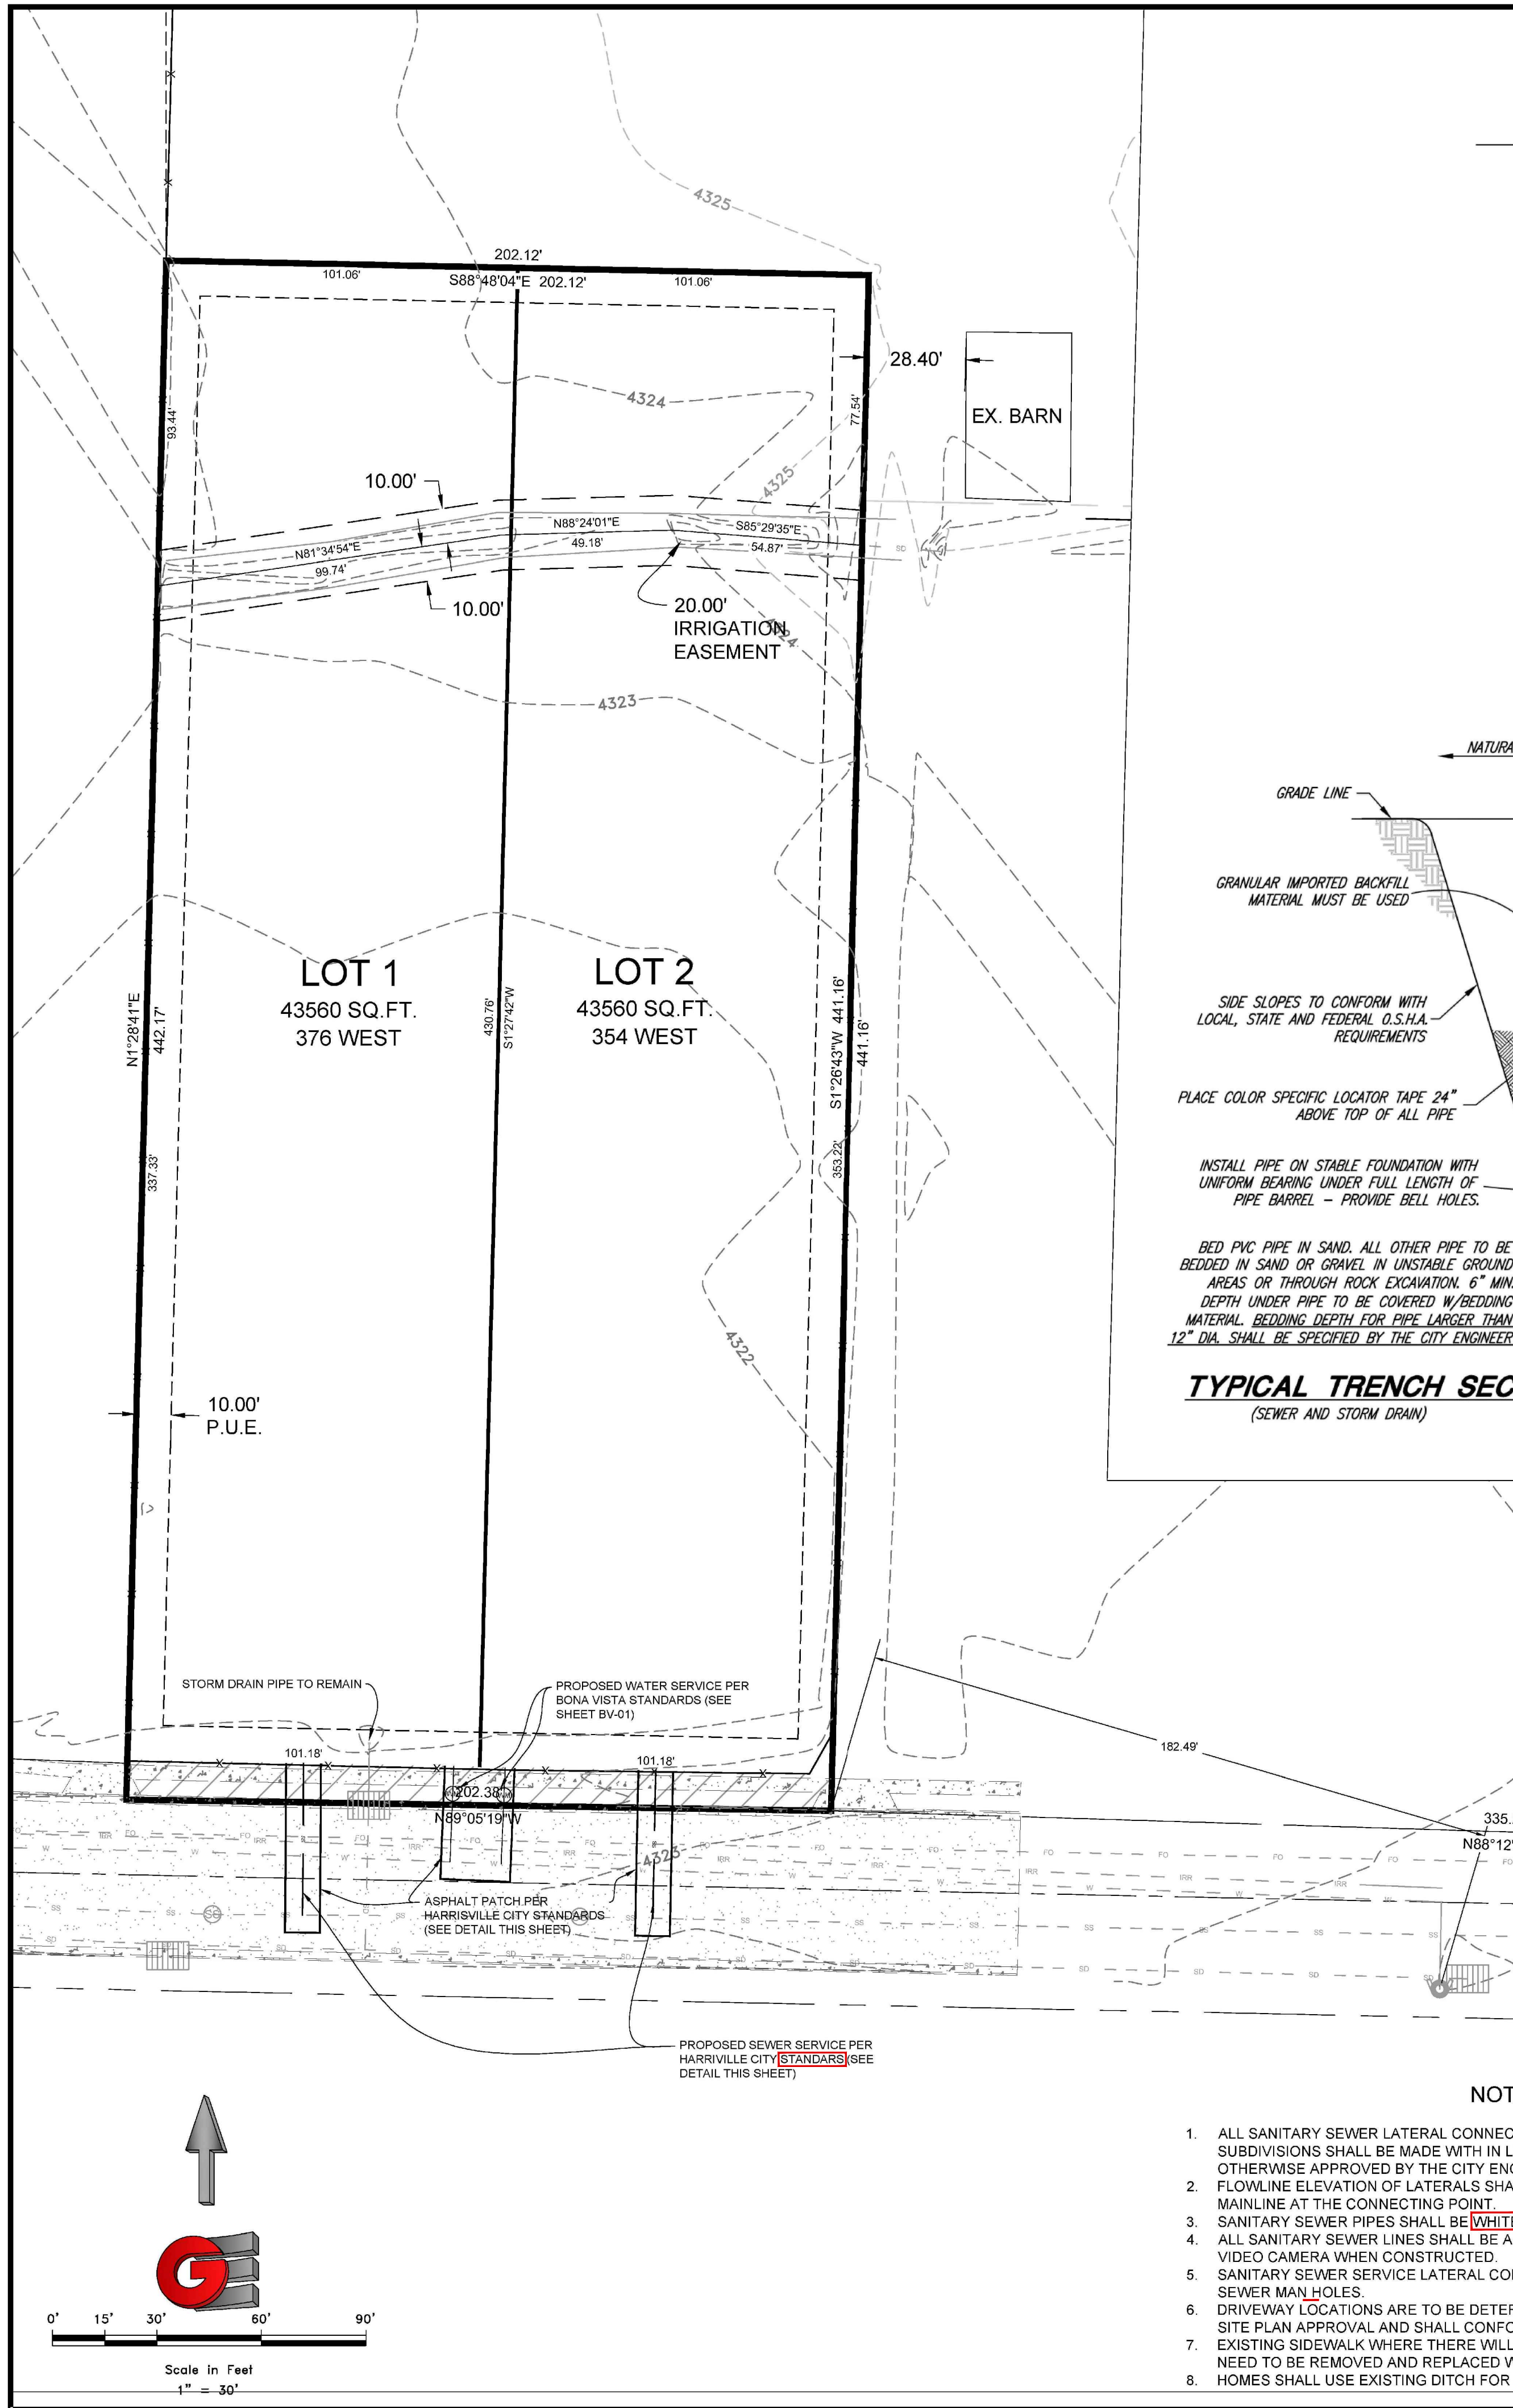 4325
202.12'
101.06'
S88°48'04"E 202.12'
101.06'
28.40'
EX. BARN
93.44'
77.54'
4324
4325
10.00'
N81°34'54"E
99.74'
N88°24'01"E
49.18'
S85°29'35"E
54.87'
SD
10.00'
20.00'
IRRIGATION
EASEMENT
4324
4323
NATURA
GRADE LINE
GRANULAR IMPORTED BACKFILL
MATERIAL MUST BE USED
LOT 1
43560 SQ.FT.
376 WEST
LOT 2
43560 SQ.FT.
354 WEST
N1°28'41"E
442.17'
430.76'
S1°27'42"W
S1°26'43"W 441.16'
441.16'
337.33'
353.22'
SIDE SLOPES TO CONFORM WITH
LOCAL, STATE AND FEDERAL O.S.H.A.
REQUIREMENTS
PLACE COLOR SPECIFIC LOCATOR TAPE 24"
ABOVE TOP OF ALL PIPE
INSTALL PIPE ON STABLE FOUNDATION WITH
UNIFORM BEARING UNDER FULL LENGTH OF
PIPE BARREL – PROVIDE BELL HOLES.
BED PVC PIPE IN SAND. ALL OTHER PIPE TO BE
BEDDED IN SAND OR GRAVEL IN UNSTABLE GROUND
AREAS OR THROUGH ROCK EXCAVATION. 6" MIN.
DEPTH UNDER PIPE TO BE COVERED W/BEDDING
MATERIAL. BEDDING DEPTH FOR PIPE LARGER THAN
12" DIA. SHALL BE SPECIFIED BY THE CITY ENGINEER
TYPICAL TRENCH SEC
(SEWER AND STORM DRAIN)
4322
10.00'
P.U.E.
STORM DRAIN PIPE TO REMAIN
PROPOSED WATER SERVICE PER
BONA VISTA STANDARDS (SEE
SHEET BV-01)
101.18'
101.18'
202.38'
N89°05'19"W
182.49'
335.
N88°12'
4323
ASPHALT PATCH PER
HARRISVILLE CITY STANDARDS
(SEE DETAIL THIS SHEET)
PROPOSED SEWER SERVICE PER
HARRIVILLE CITY STANDARS (SEE
DETAIL THIS SHEET)
NOT
1. ALL SANITARY SEWER LATERAL CONNEC
SUBDIVISIONS SHALL BE MADE WITH IN L
OTHERWISE APPROVED BY THE CITY ENG
2. FLOWLINE ELEVATION OF LATERALS SHA
MAINLINE AT THE CONNECTING POINT.
3. SANITARY SEWER PIPES SHALL BE WHITE
4. ALL SANITARY SEWER LINES SHALL BE A
VIDEO CAMERA WHEN CONSTRUCTED.
5. SANITARY SEWER SERVICE LATERAL CO
SEWER MAN HOLES.
6. DRIVEWAY LOCATIONS ARE TO BE DETER
SITE PLAN APPROVAL AND SHALL CONFO
7. EXISTING SIDEWALK WHERE THERE WILL
NEED TO BE REMOVED AND REPLACED W
8. HOMES SHALL USE EXISTING DITCH FOR
GE
0' 15' 30' 60' 90'
Scale in Feet
1" = 30'